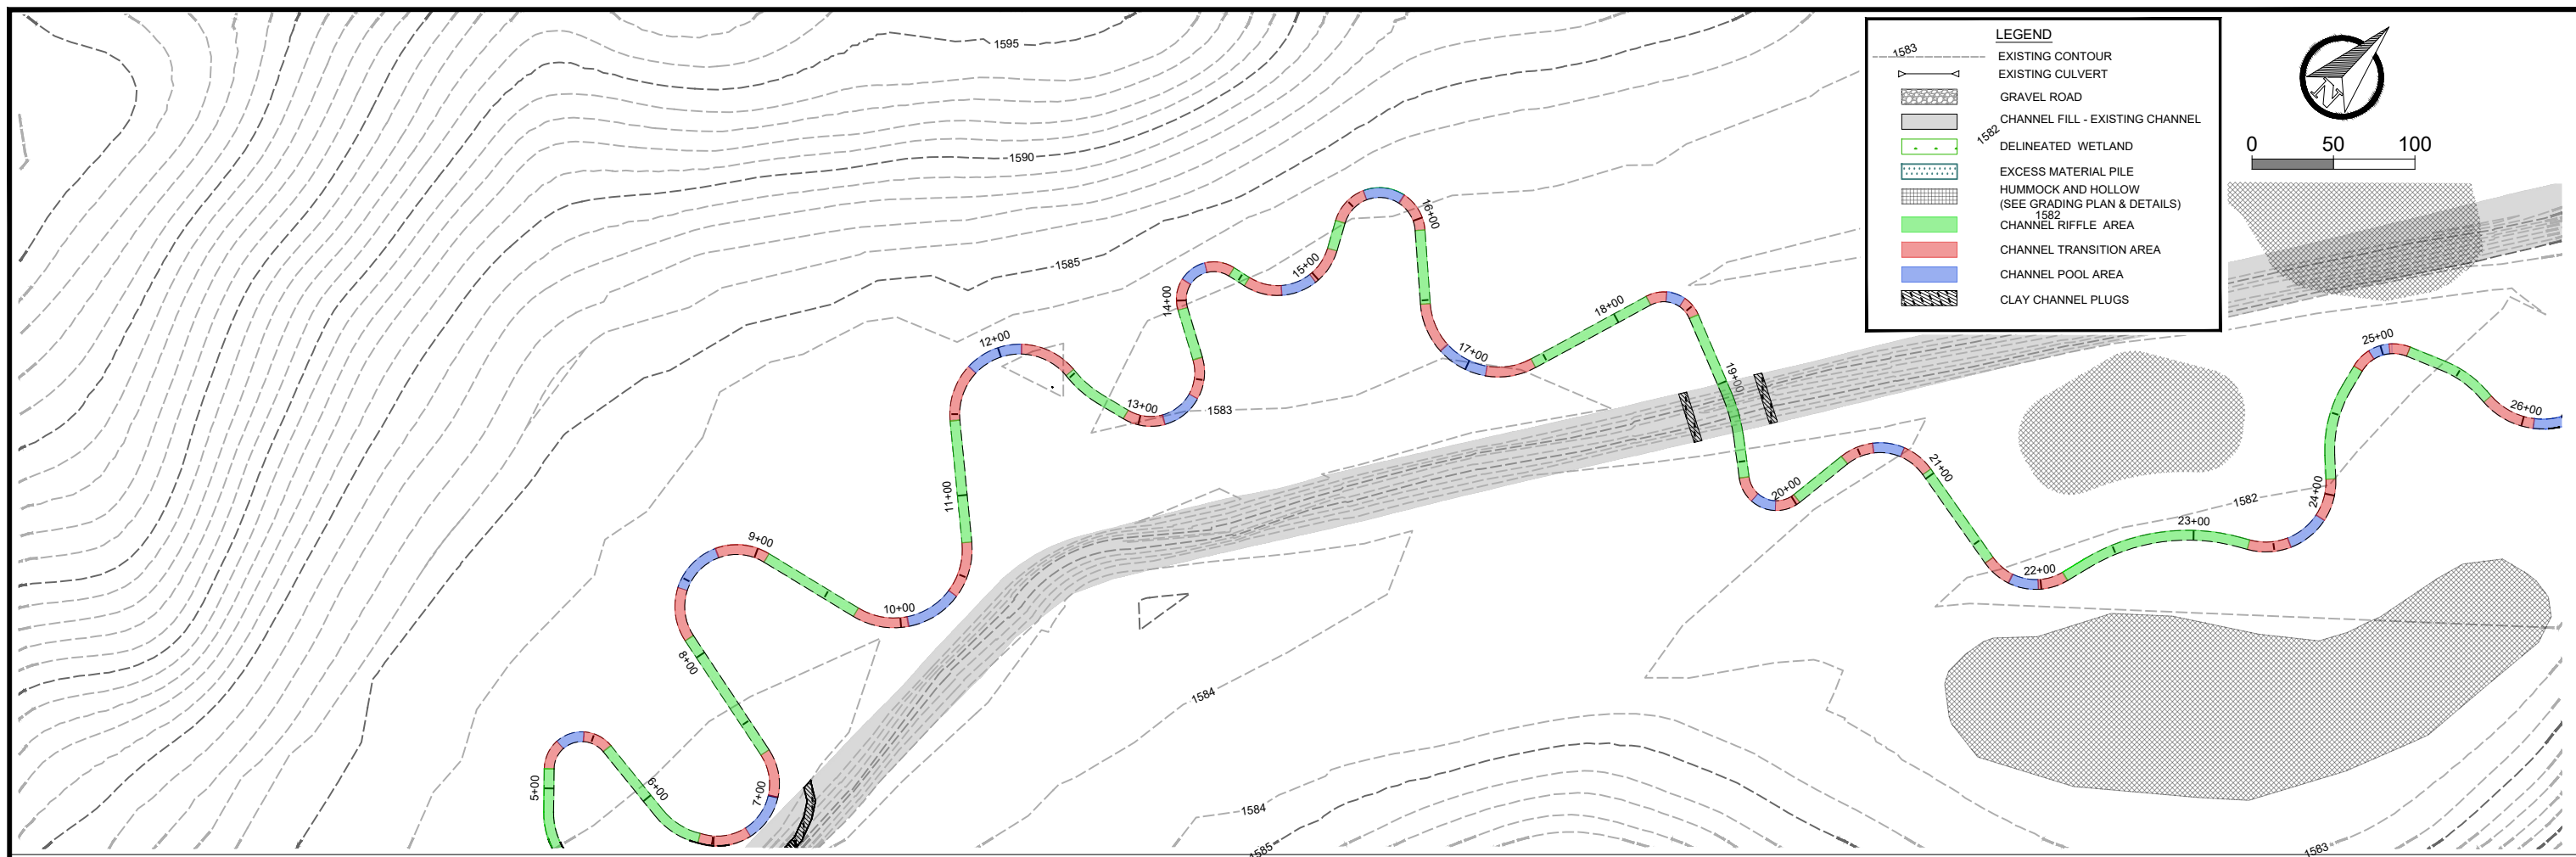 1595
1590
1585
LEGEND
1583
EXISTING CONTOUR
EXISTING CULVERT
GRAVEL ROAD
CHANNEL FILL - EXISTING CHANNEL
1582
DELINEATED WETLAND
EXCESS MATERIAL PILE
HUMMOCK AND HOLLOW
(SEE GRADING PLAN & DETAILS)
1582
CHANNEL RIFFLE AREA
CHANNEL TRANSITION AREA
CHANNEL POOL AREA
CLAY CHANNEL PLUGS
N
0 50 100
5+00
6+00
7+00
8+00
9+00
10+00
11+00
12+00
13+00
14+00
15+00
16+00
17+00
18+00
19+00
20+00
21+00
22+00
23+00
24+00
25+00
26+00
1583
1582
1584
1584
1585
1583